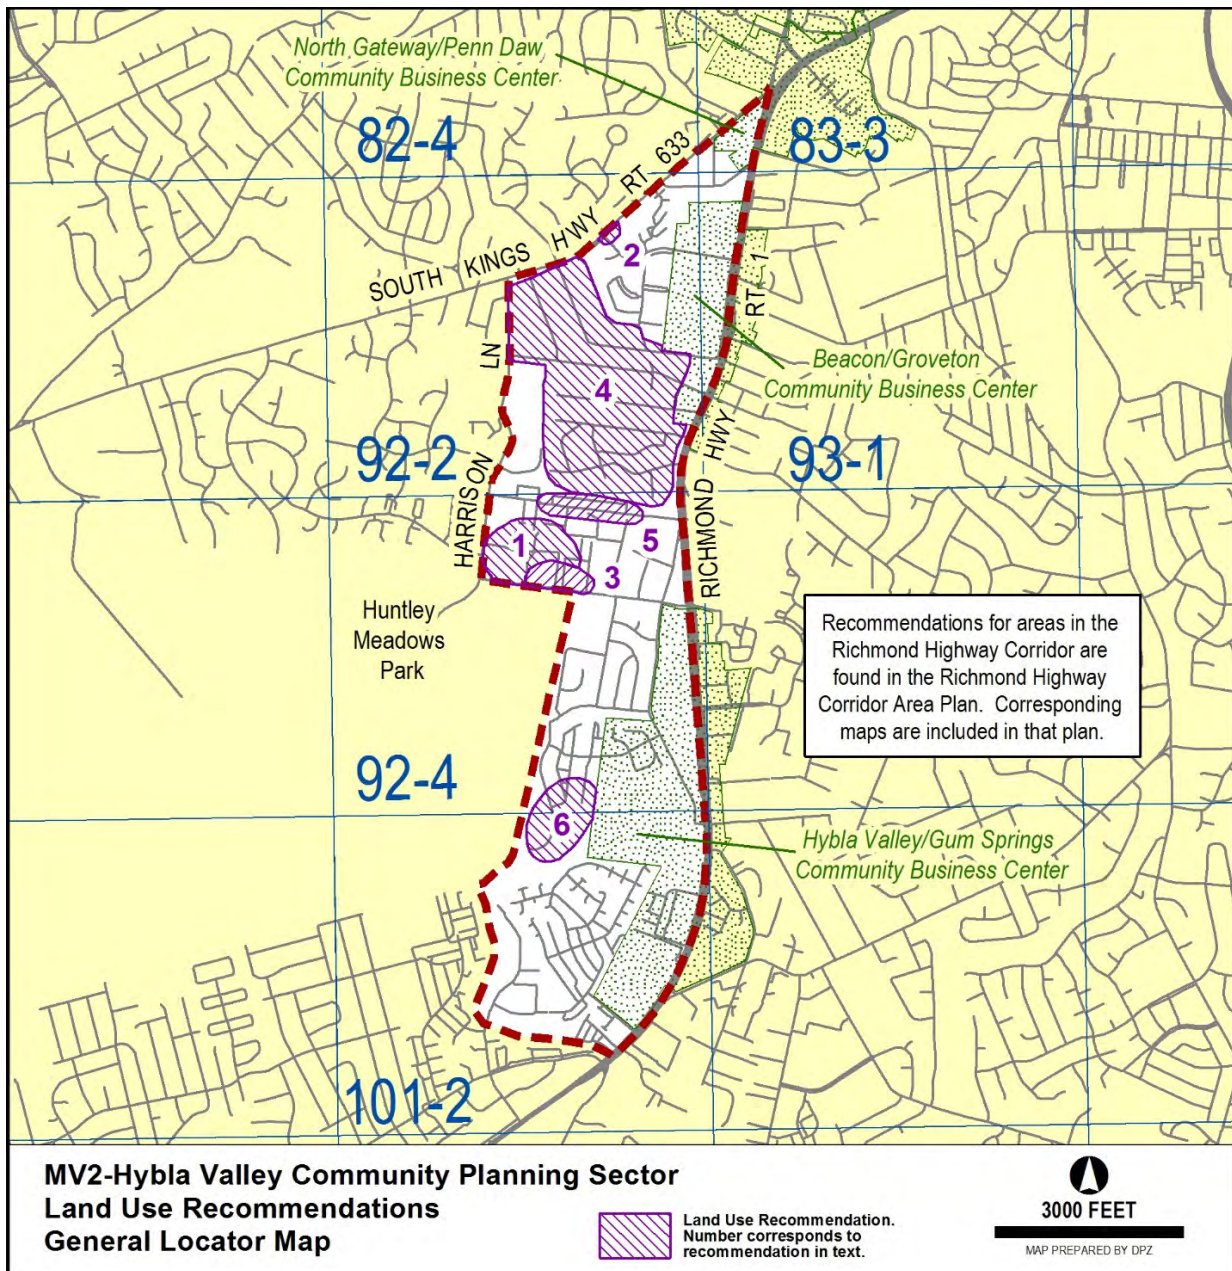 North Gateway/Penn Daw
Community Business Center
82-4
83-3
RT 633
HWY
KINGS
SOUTH
2
RT 1
LN
4
Beacon/Groveton
Community Business Center
92-2
93-1
HARRISON
RICHMOND HWY
1
5
3
Huntley
Meadows
Park
Recommendations for areas in the
Richmond Highway Corridor are
found in the Richmond Highway
Corridor Area Plan. Corresponding
maps are included in that plan.
92-4
6
Hybla Valley/Gum Springs
Community Business Center
101-2
MV2-Hybla Valley Community Planning Sector
Land Use Recommendations
General Locator Map
Land Use Recommendation.
Number corresponds to
recommendation in text.
3000 FEET
MAP PREPARED BY DPZ